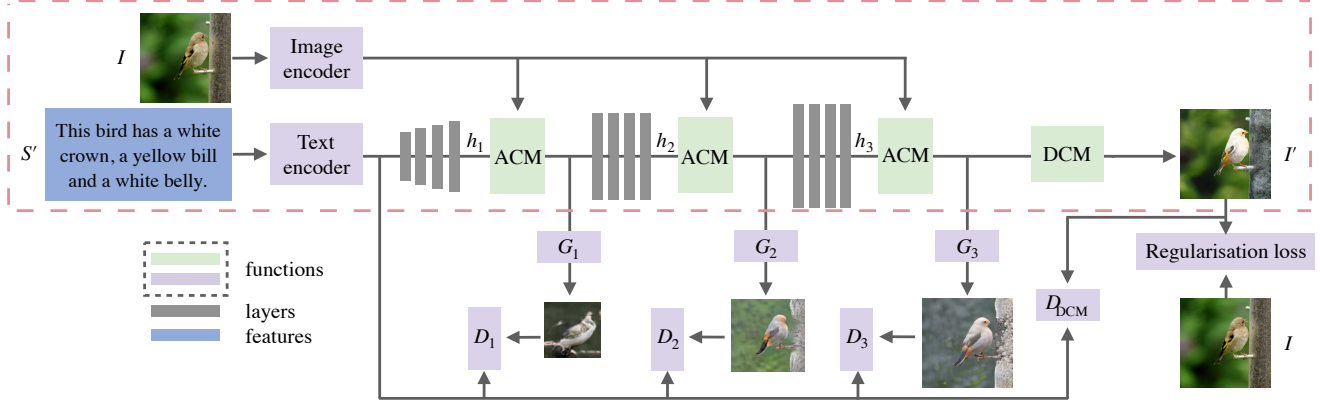 I
Image
encoder
S′
This bird has a white
crown, a yellow bill
and a white belly.
Text
encoder
h₁
ACM
h₂
ACM
h₃
ACM
DCM
I′
G₁
G₂
G₃
Regularisation loss
functions
layers
features
D₁
D₂
D₃
D_DCM
I